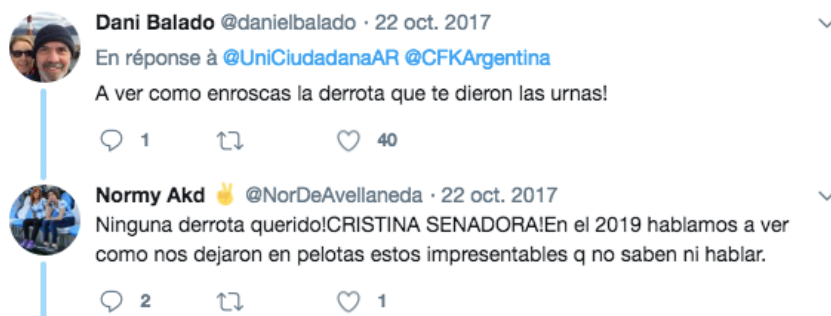 Dani Balado @danielbalado · 22 oct. 2017
En réponse à @UniCiudadanaAR @CFKArgentina
A ver como enroscas la derrota que te dieron las urnas!
1 40
Normy Akd ✌ @NorDeAvellaneda · 22 oct. 2017
Ninguna derrota querido!CRISTINA SENADORA!En el 2019 hablamos a ver
como nos dejaron en pelotas estos impresentables q no saben ni hablar.
2 1